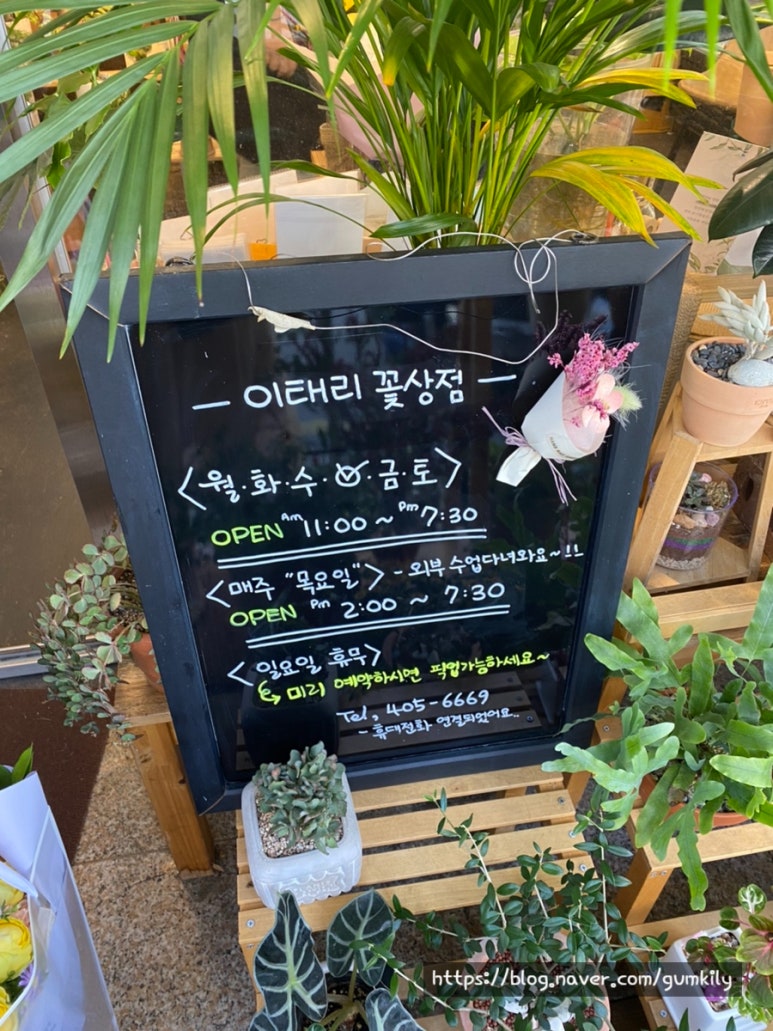 — 이태리 꽃상점 —
<월·화·수·✓·금·토>
OPEN Am 11:00 ~ Pm 7:30
<매주 "목요일"> - 외부수업다녀와요~!!
OPEN Pm 2:00 ~ 7:30
<일요일 휴무>
↪ 미리 예약하시면 픽업가능하세요~
Tel, 405-6669
- 휴대전화 연결되었어요..
https://blog.naver.com/gumkily